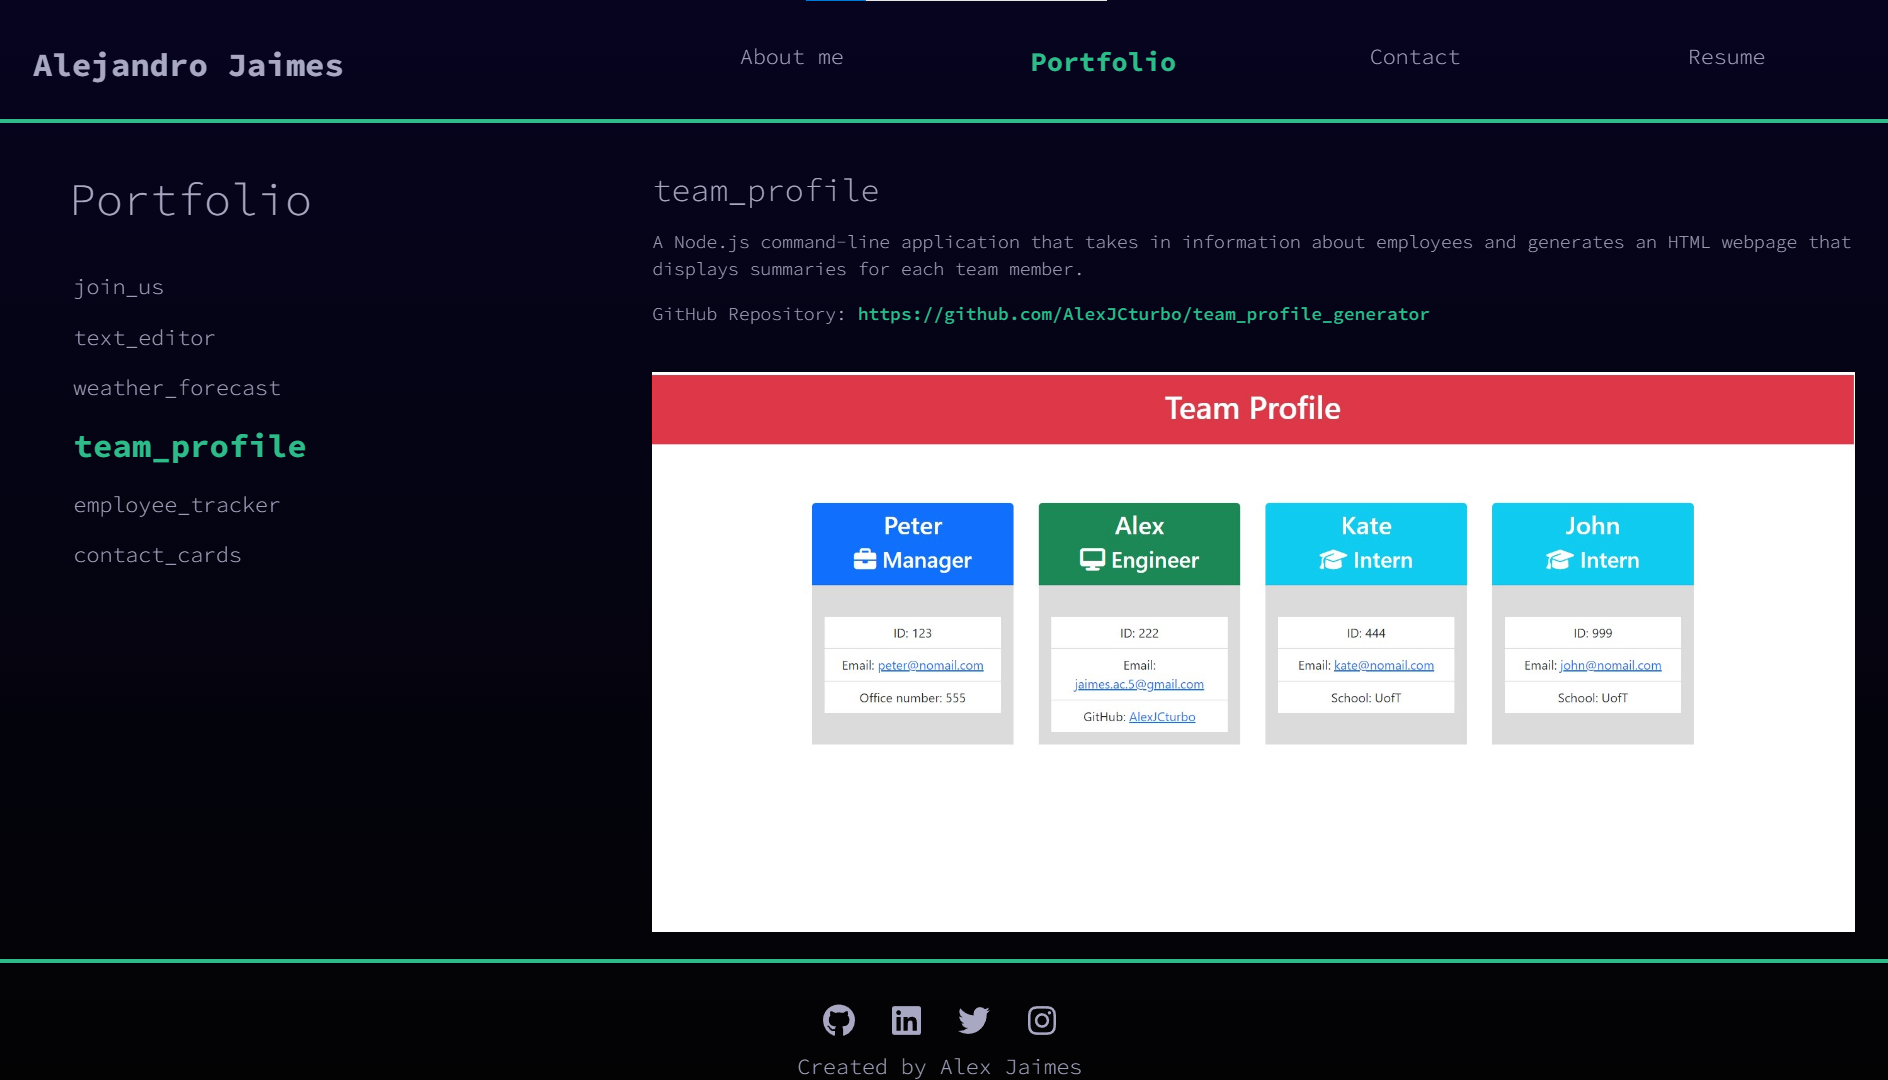 Alejandro Jaimes
About me
Portfolio
Contact
Resume
Portfolio
join_us
text_editor
weather_forecast
team_profile
employee_tracker
contact_cards
team_profile
A Node.js command-line application that takes in information about employees and generates an HTML webpage that
displays summaries for each team member.
GitHub Repository: https://github.com/AlexJCturbo/team_profile_generator
Team Profile
Peter
Manager
ID: 123
Email: peter@nomail.com
Office number: 555
Alex
Engineer
ID: 222
Email:
jaimes.ac.5@gmail.com
GitHub: AlexJCturbo
Kate
Intern
ID: 444
Email: kate@nomail.com
School: UofT
John
Intern
ID: 999
Email: john@nomail.com
School: UofT
in
Created by Alex Jaimes